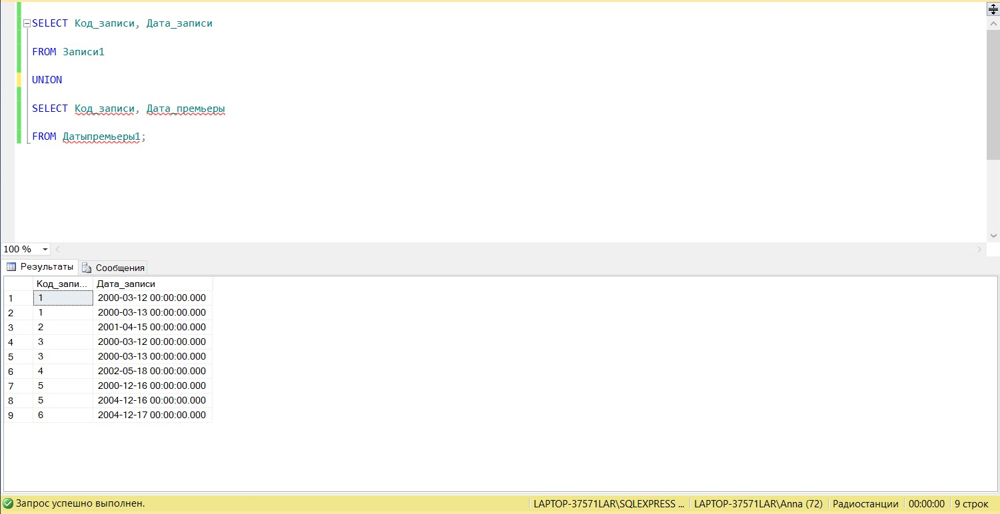 SELECT Код_записи, Дата_записи
FROM Записи1
UNION
SELECT Код_записи, Дата_премьеры
FROM Датыпремьеры1;
100 %
Результаты Сообщения
Код_запи... Дата_записи
1 1 2000-03-12 00:00:00.000
2 1 2000-03-13 00:00:00.000
3 2 2001-04-15 00:00:00.000
4 3 2000-03-12 00:00:00.000
5 3 2000-03-13 00:00:00.000
6 4 2002-05-18 00:00:00.000
7 5 2000-12-16 00:00:00.000
8 5 2004-12-16 00:00:00.000
9 6 2004-12-17 00:00:00.000
Запрос успешно выполнен. LAPTOP-37571LAR\SQLEXPRESS ... LAPTOP-37571LAR\Anna (72) Радиостанции 00:00:00 9 строк